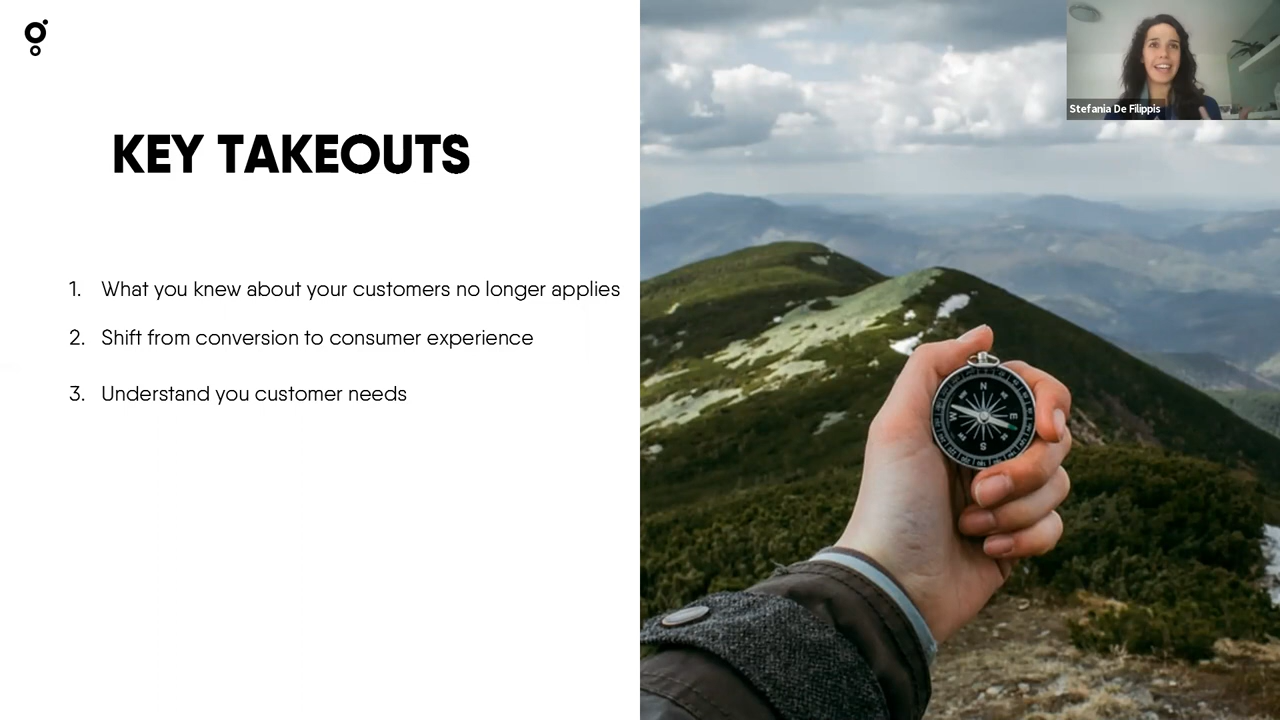 KEY TAKEOUTS
1. What you knew about your customers no longer applies
2. Shift from conversion to consumer experience
3. Understand you customer needs
Stefania De Filippis
N
E
S
W